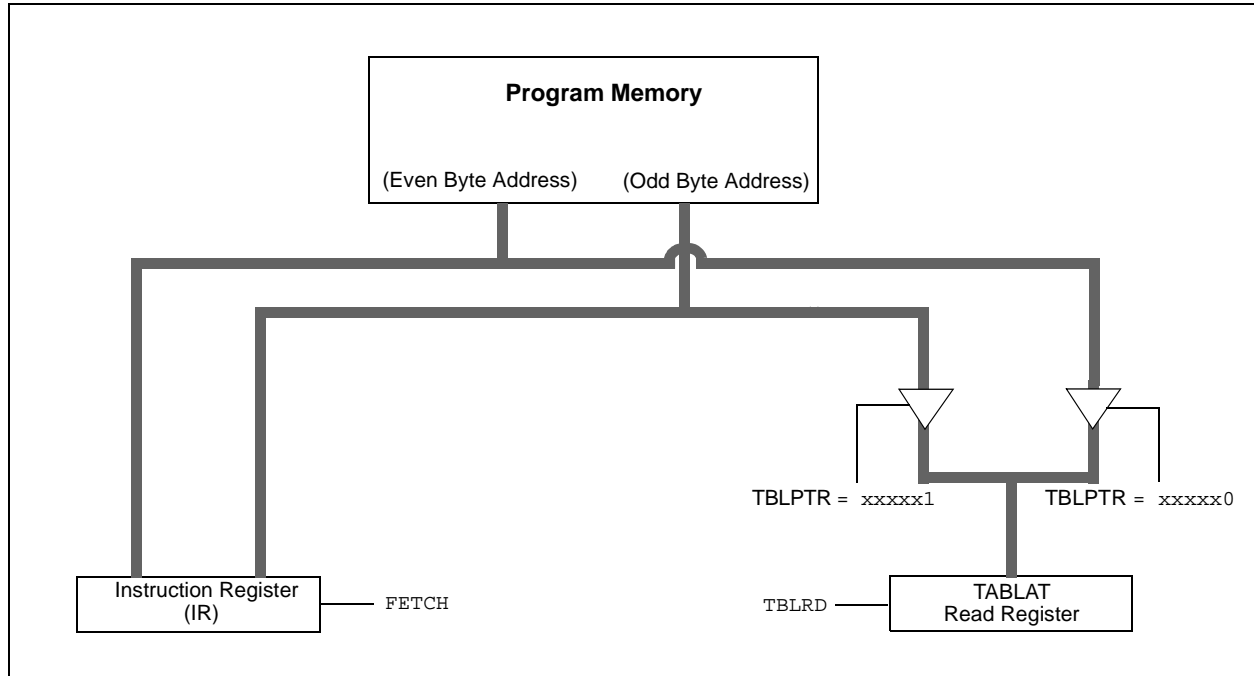 Program Memory
(Even Byte Address) (Odd Byte Address)
TBLPTR = xxxxx1 TBLPTR = xxxxx0
Instruction Register
(IR)
FETCH
TBLRD
TABLAT
Read Register